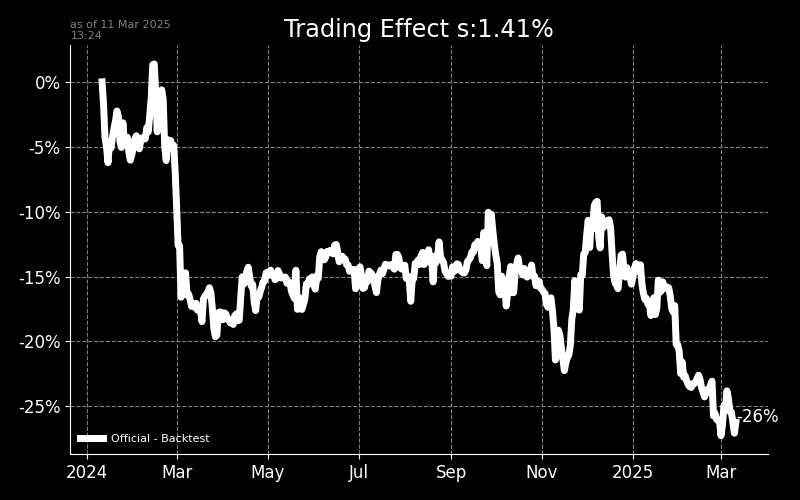 as of 11 Mar 2025
13:24
Trading Effect s:1.41%
0%
-5%
-10%
-15%
-20%
-25%
-26%
Official - Backtest
2024 Mar May Jul Sep Nov 2025 Mar